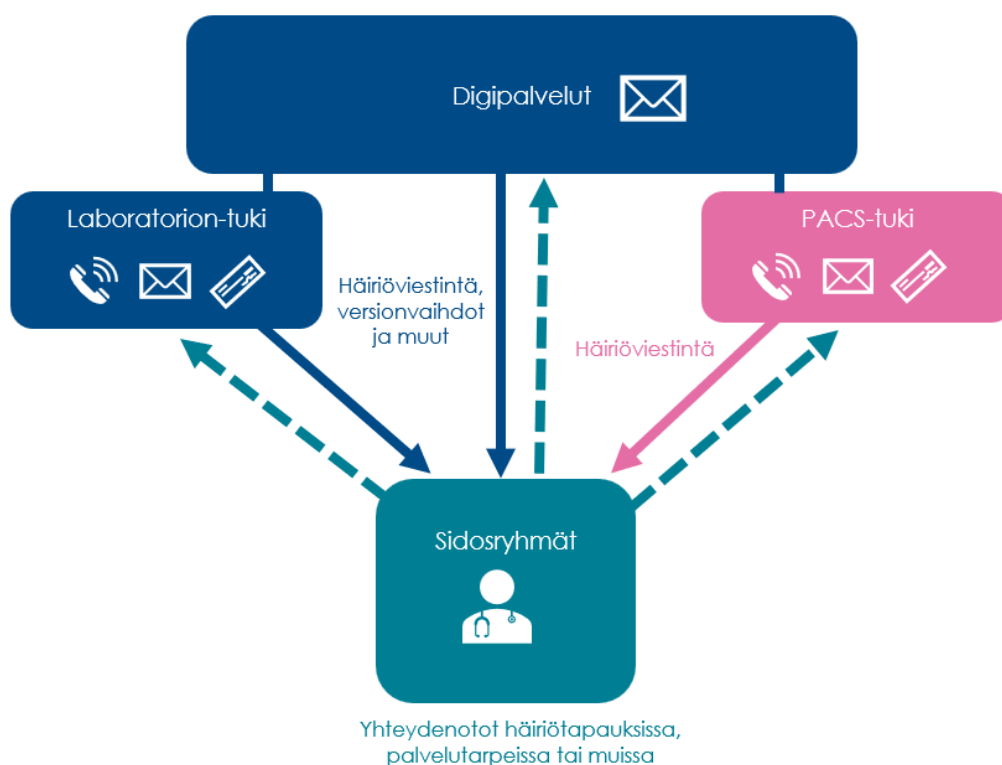 Digipalvelut
Laboratorion-tuki
PACS-tuki
Häiriöviestintä,
versionvaihdot
ja muut
Häiriöviestintä
Sidosryhmät
Yhteydenotot häiriötapauksissa,
palvelutarpeissa tai muissa